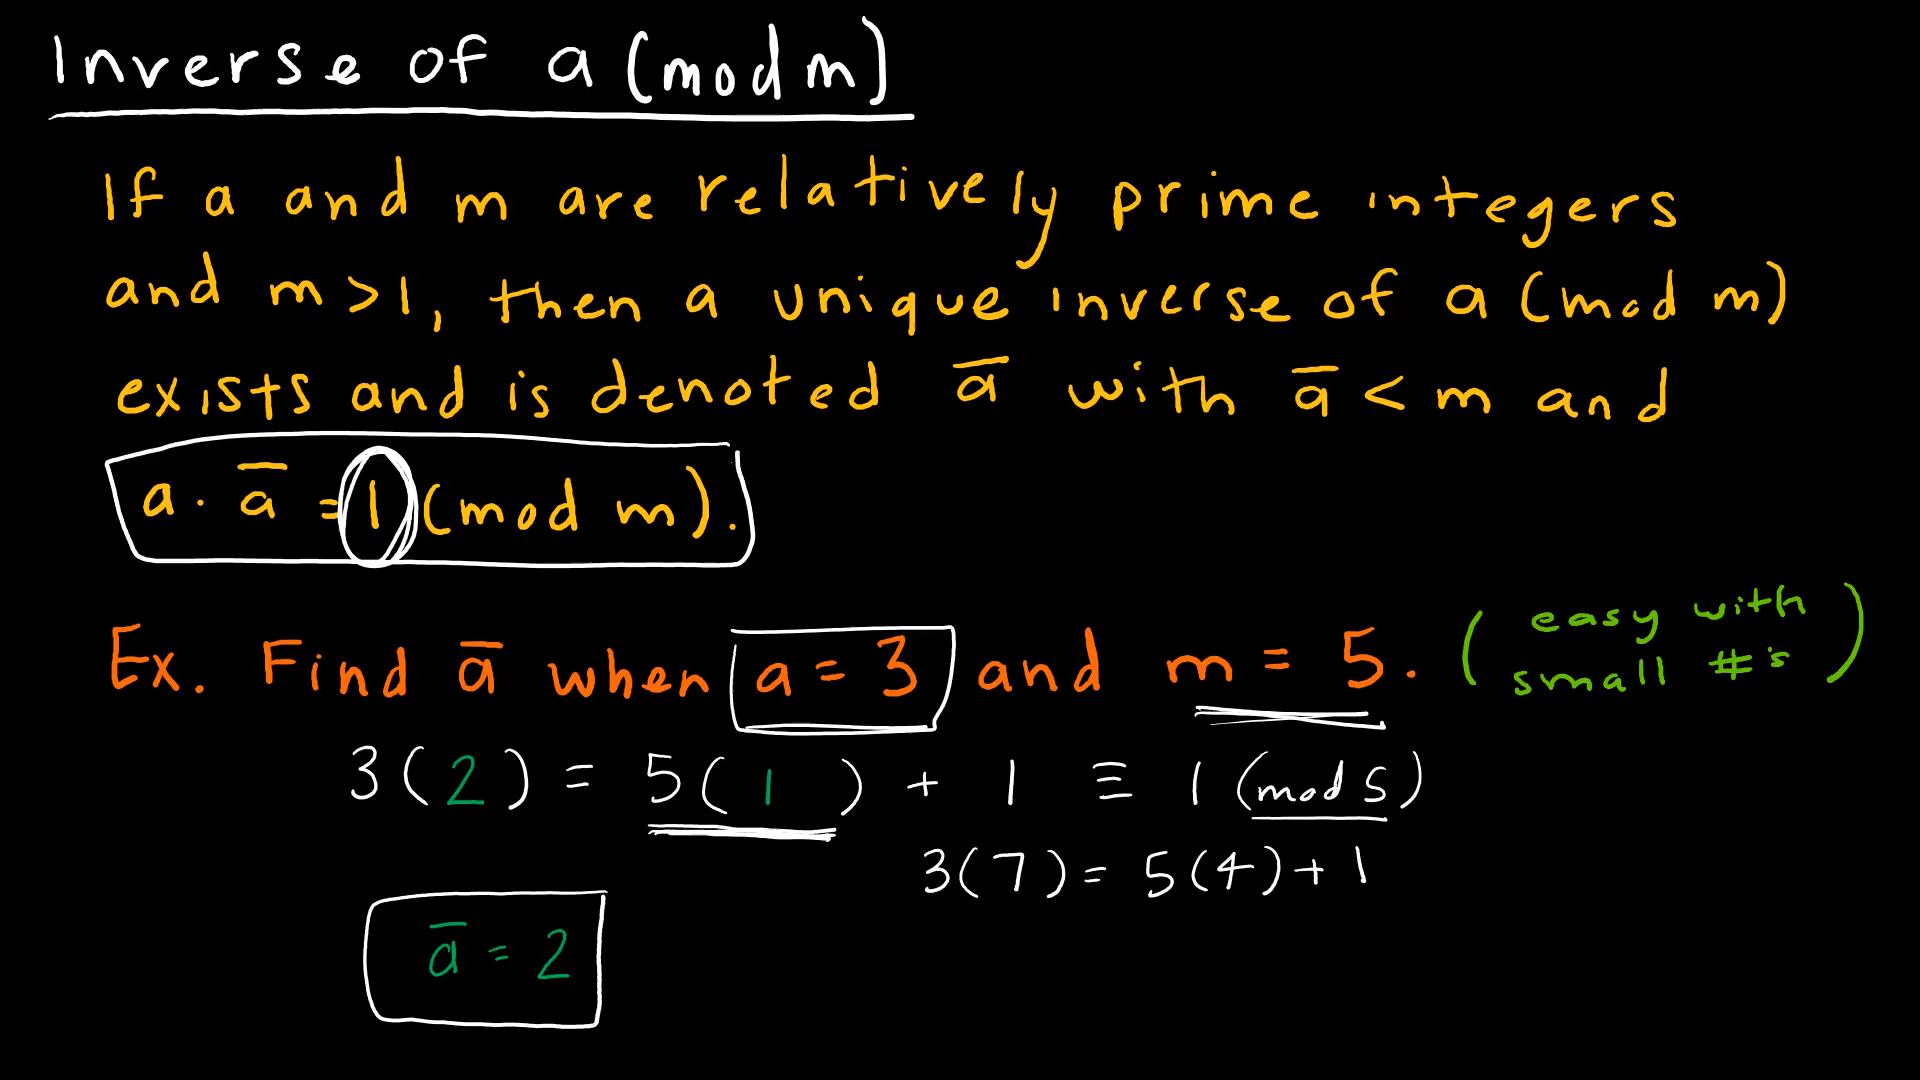 Inverse of a (mod m)
If a and m are relatively prime integers
and m > 1, then a unique inverse of a (mod m)
exists and is denoted a̅ with a̅ < m and
a · a̅ = 1 (mod m).
Ex. Find a̅ when a = 3 and m = 5. (easy with small #'s)
3(2) = 5(1) + 1 ≡ 1 (mod 5)
3(7) = 5(4) + 1
a̅ = 2